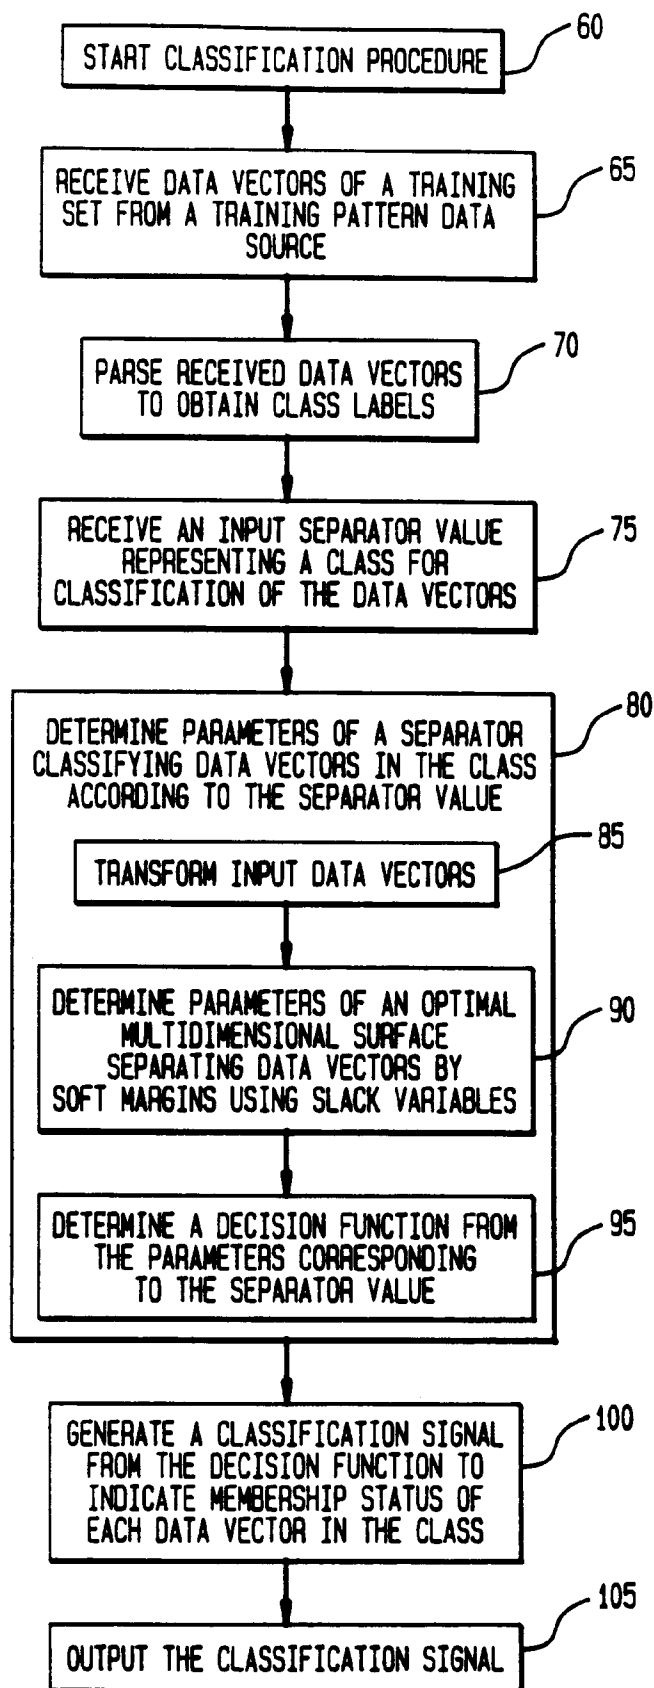 60
START CLASSIFICATION PROCEDURE
65
RECEIVE DATA VECTORS OF A TRAINING
SET FROM A TRAINING PATTERN DATA
SOURCE
70
PARSE RECEIVED DATA VECTORS
TO OBTAIN CLASS LABELS
75
RECEIVE AN INPUT SEPARATOR VALUE
REPRESENTING A CLASS FOR
CLASSIFICATION OF THE DATA VECTORS
80
DETERMINE PARAMETERS OF A SEPARATOR
CLASSIFYING DATA VECTORS IN THE CLASS
ACCORDING TO THE SEPARATOR VALUE
85
TRANSFORM INPUT DATA VECTORS
90
DETERMINE PARAMETERS OF AN OPTIMAL
MULTIDIMENSIONAL SURFACE
SEPARATING DATA VECTORS BY
SOFT MARGINS USING SLACK VARIABLES
95
DETERMINE A DECISION FUNCTION FROM
THE PARAMETERS CORRESPONDING
TO THE SEPARATOR VALUE
100
GENERATE A CLASSIFICATION SIGNAL
FROM THE DECISION FUNCTION TO
INDICATE MEMBERSHIP STATUS OF
EACH DATA VECTOR IN THE CLASS
105
OUTPUT THE CLASSIFICATION SIGNAL